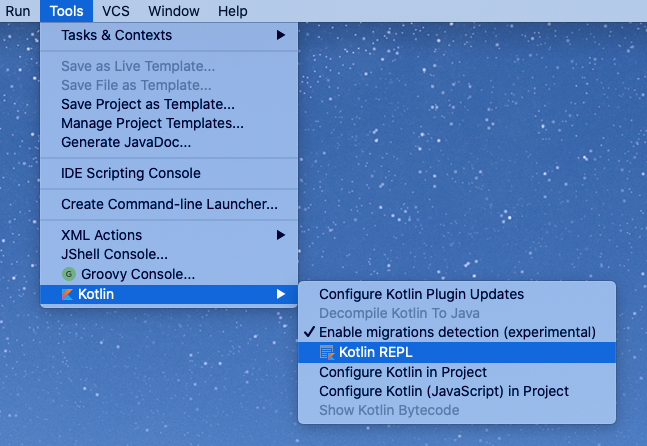 Run Tools VCS Window Help
Tasks & Contexts
Save as Live Template...
Save File as Template...
Save Project as Template...
Manage Project Templates...
Generate JavaDoc...
IDE Scripting Console
Create Command-line Launcher...
XML Actions
JShell Console...
G Groovy Console...
Kotlin
Configure Kotlin Plugin Updates
Decompile Kotlin To Java
✓ Enable migrations detection (experimental)
Kotlin REPL
Configure Kotlin in Project
Configure Kotlin (JavaScript) in Project
Show Kotlin Bytecode